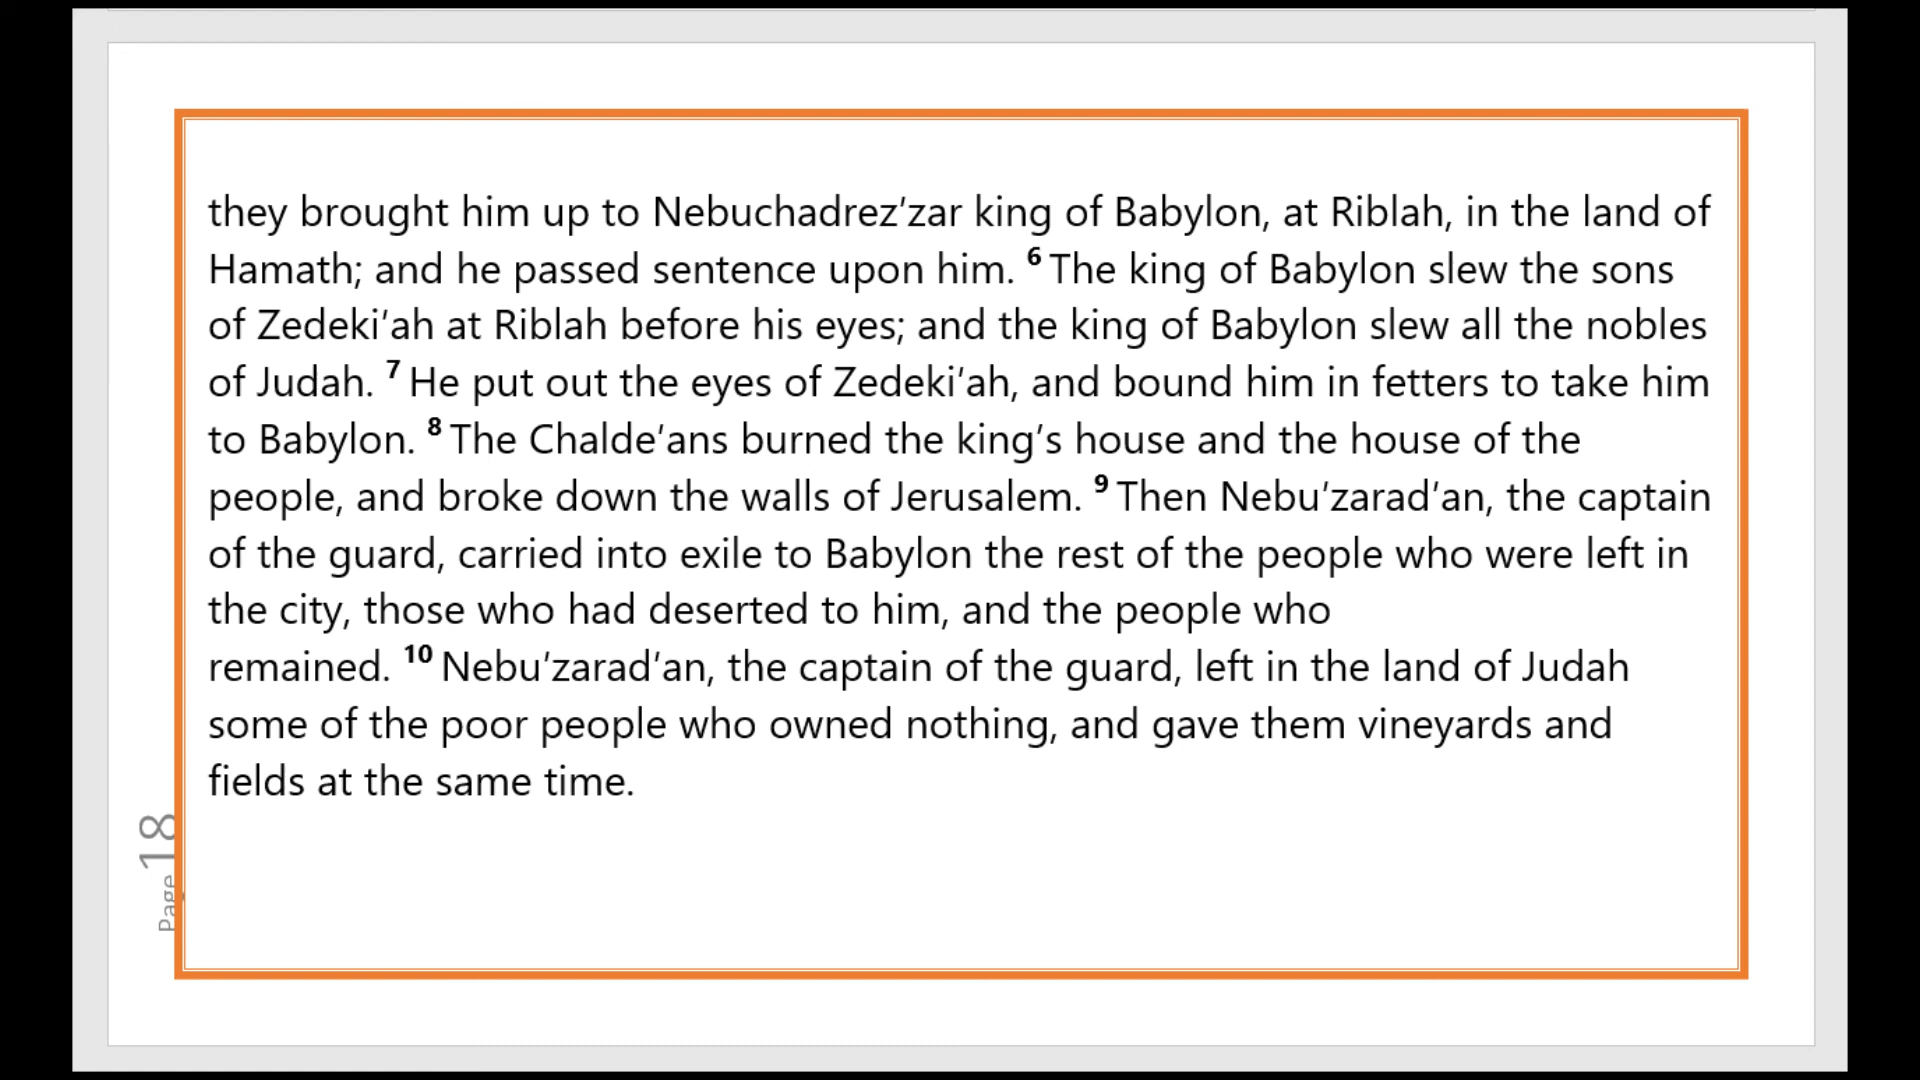 they brought him up to Nebuchadrez′zar king of Babylon, at Riblah, in the land of
Hamath; and he passed sentence upon him. 6 The king of Babylon slew the sons
of Zedeki′ah at Riblah before his eyes; and the king of Babylon slew all the nobles
of Judah. 7 He put out the eyes of Zedeki′ah, and bound him in fetters to take him
to Babylon. 8 The Chalde′ans burned the king’s house and the house of the
people, and broke down the walls of Jerusalem. 9 Then Nebu′zarad′an, the captain
of the guard, carried into exile to Babylon the rest of the people who were left in
the city, those who had deserted to him, and the people who
remained. 10 Nebu′zarad′an, the captain of the guard, left in the land of Judah
some of the poor people who owned nothing, and gave them vineyards and
fields at the same time.
Page 18